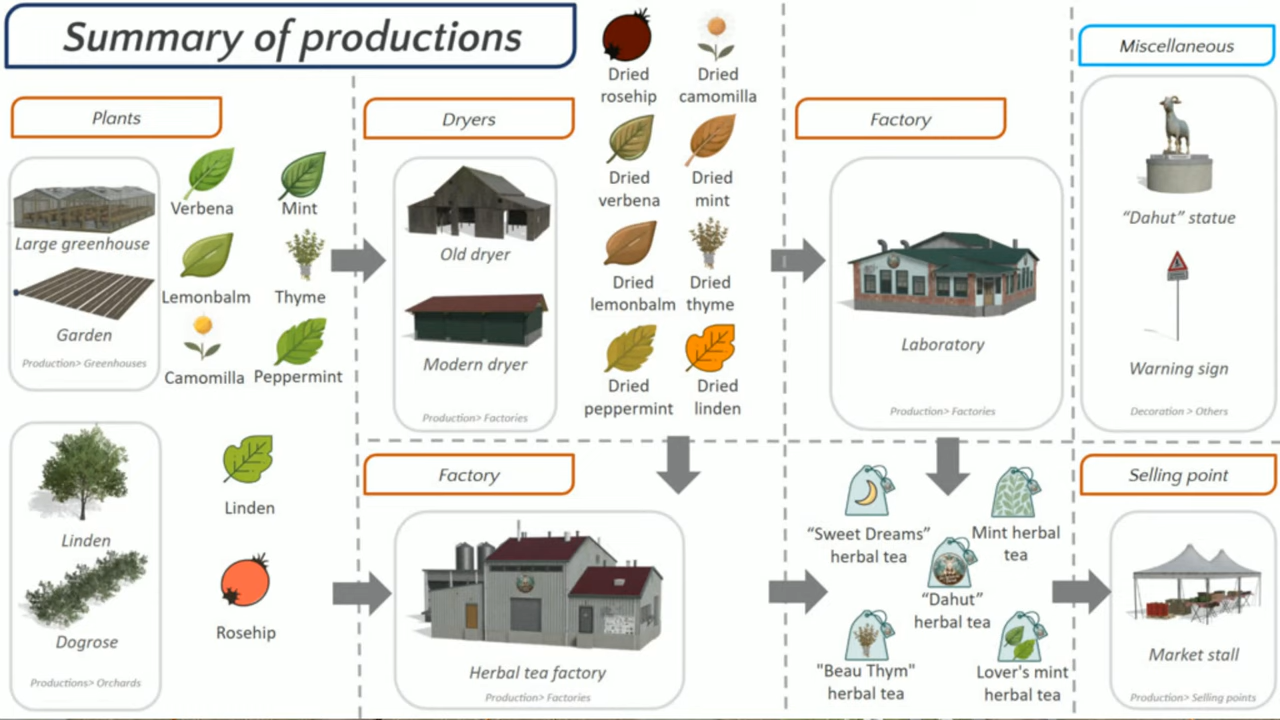 Summary of productions
Plants
Large greenhouse
Garden
Production> Greenhouses
Verbena
Mint
Lemonbalm
Thyme
Camomilla
Peppermint
Linden
Dogrose
Productions> Orchards
Linden
Rosehip
Dryers
Old dryer
Modern dryer
Production> Factories
Dried
rosehip
Dried
camomilla
Dried
verbena
Dried
mint
Dried
lemonbalm
Dried
thyme
Dried
peppermint
Dried
linden
Factory
Laboratory
Production> Factories
Miscellaneous
“Dahut” statue
Warning sign
Decoration > Others
Factory
Herbal tea factory
Production> Factories
“Sweet Dreams”
herbal tea
Mint herbal
tea
“Dahut”
herbal tea
"Beau Thym"
herbal tea
Lover's mint
herbal tea
Selling point
Market stall
Production> Selling points